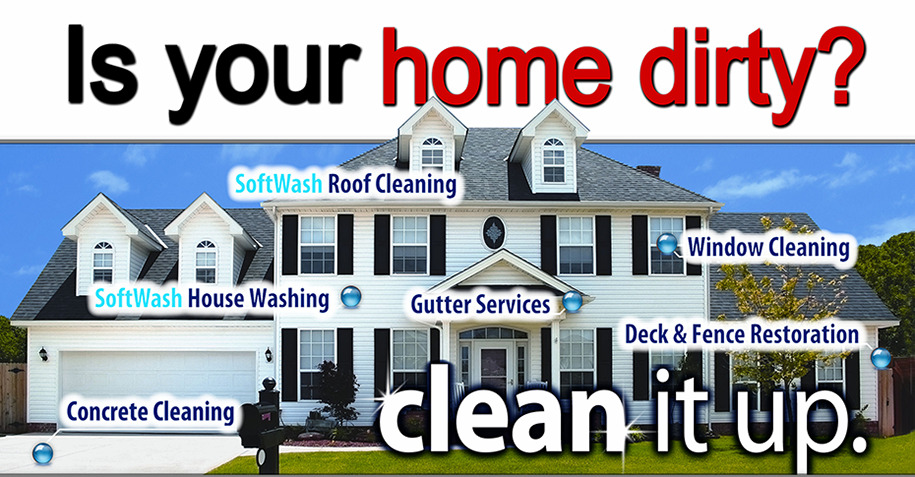 Is your home dirty?
SoftWash Roof Cleaning
Window Cleaning
SoftWash House Washing
Gutter Services
Deck & Fence Restoration
Concrete Cleaning
clean it up.